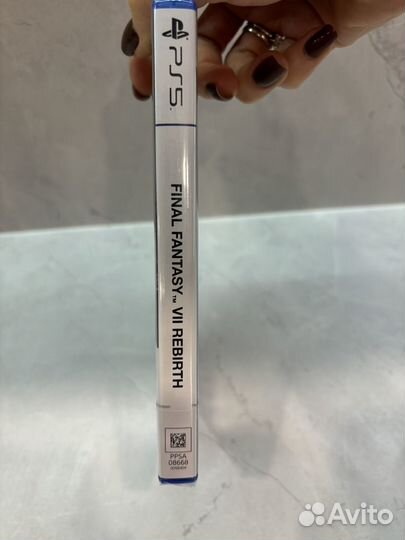 PS5
FINAL FANTASY™ VII REBIRTH
PPSA
08668
Avito